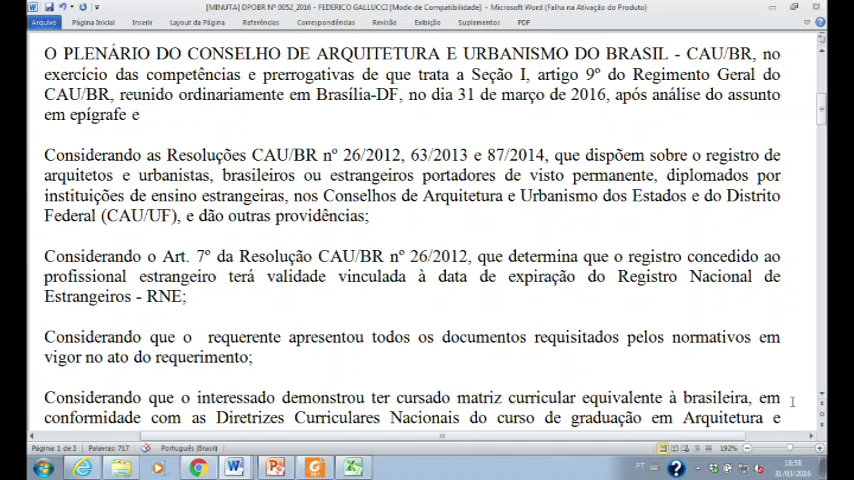 [MINUTA] DPOBR Nº 0052_2016 - FEDERICO GALLUCCI [Modo de Compatibilidade] - Microsoft Word (Falha na Ativação do Produto)
Arquivo Página Inicial Inserir Layout da Página Referências Correspondências Revisão Exibição Suplementos PDF
O PLENÁRIO DO CONSELHO DE ARQUITETURA E URBANISMO DO BRASIL - CAU/BR, no
exercício das competências e prerrogativas de que trata a Seção I, artigo 9º do Regimento Geral do
CAU/BR, reunido ordinariamente em Brasília-DF, no dia 31 de março de 2016, após análise do assunto
em epígrafe e
Considerando as Resoluções CAU/BR nº 26/2012, 63/2013 e 87/2014, que dispõem sobre o registro de
arquitetos e urbanistas, brasileiros ou estrangeiros portadores de visto permanente, diplomados por
instituições de ensino estrangeiras, nos Conselhos de Arquitetura e Urbanismo dos Estados e do Distrito
Federal (CAU/UF), e dão outras providências;
Considerando o Art. 7º da Resolução CAU/BR nº 26/2012, que determina que o registro concedido ao
profissional estrangeiro terá validade vinculada à data de expiração do Registro Nacional de
Estrangeiros - RNE;
Considerando que o requerente apresentou todos os documentos requisitados pelos normativos em
vigor no ato do requerimento;
Considerando que o interessado demonstrou ter cursado matriz curricular equivalente à brasileira, em
conformidade com as Diretrizes Curriculares Nacionais do curso de graduação em Arquitetura e
Página: 1 de 3 Palavras: 717 Português (Brasil) 192%
PT 16:58
31/03/2016